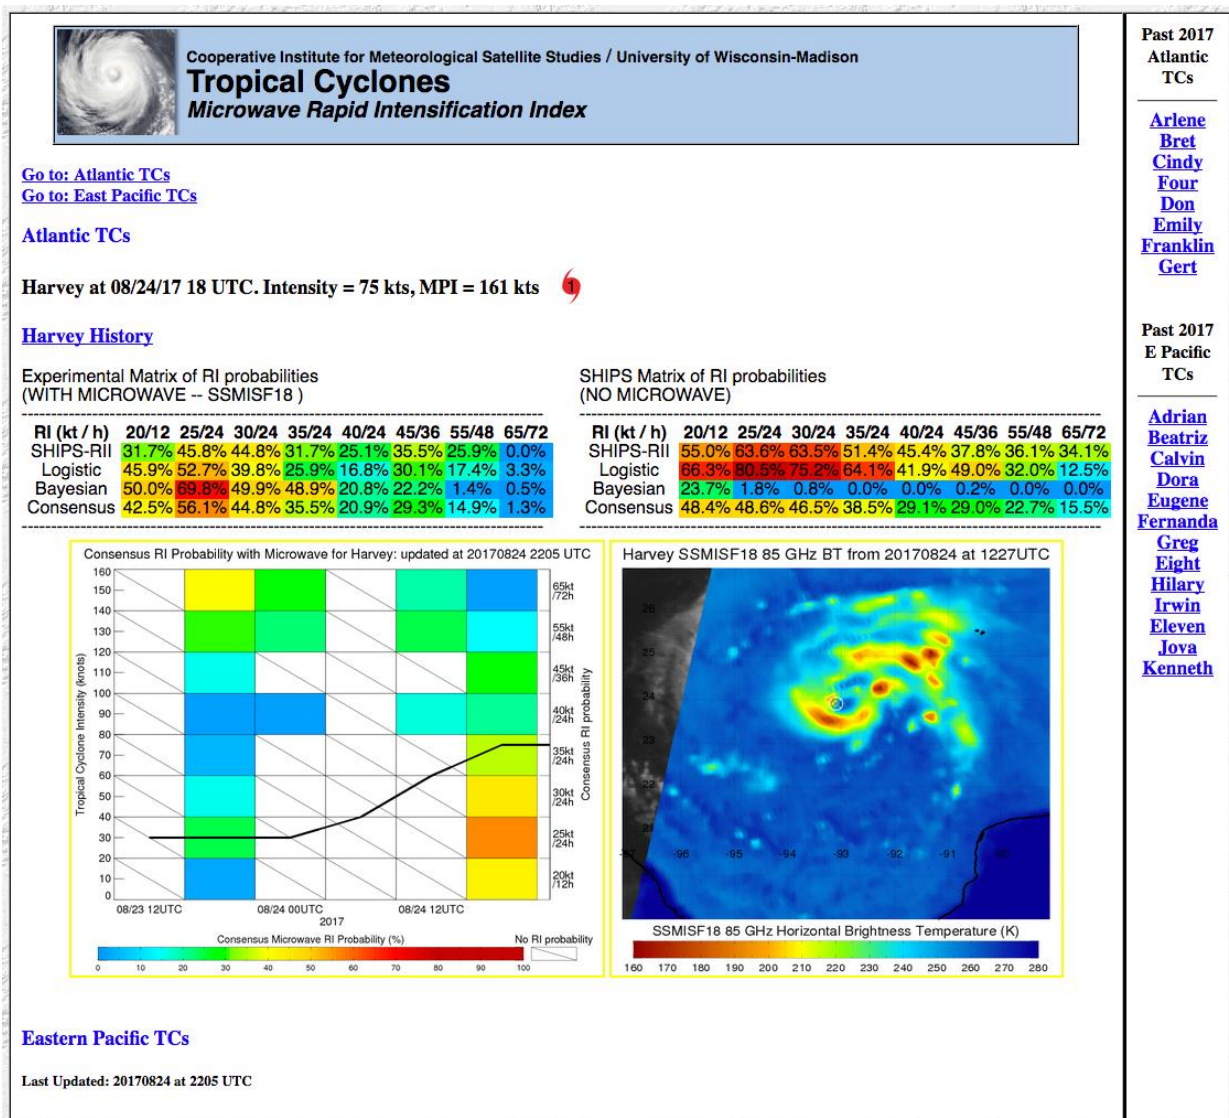 Cooperative Institute for Meteorological Satellite Studies / University of Wisconsin-Madison
Tropical Cyclones
Microwave Rapid Intensification Index
Go to: Atlantic TCs
Go to: East Pacific TCs
Atlantic TCs
Harvey at 08/24/17 18 UTC. Intensity = 75 kts, MPI = 161 kts 1
Harvey History
Experimental Matrix of RI probabilities
(WITH MICROWAVE -- SSMISF18 )
RI (kt / h) 20/12 25/24 30/24 35/24 40/24 45/36 55/48 65/72
SHIPS-RII 31.7% 45.8% 44.8% 31.7% 25.1% 35.5% 25.9% 0.0%
Logistic 45.9% 52.7% 39.8% 25.9% 16.8% 30.1% 17.4% 3.3%
Bayesian 50.0% 69.8% 49.9% 48.9% 20.8% 22.2% 1.4% 0.5%
Consensus 42.5% 56.1% 44.8% 35.5% 20.9% 29.3% 14.9% 1.3%
SHIPS Matrix of RI probabilities
(NO MICROWAVE)
RI (kt / h) 20/12 25/24 30/24 35/24 40/24 45/36 55/48 65/72
SHIPS-RII 55.0% 63.6% 63.5% 51.4% 45.4% 37.8% 36.1% 34.1%
Logistic 66.3% 80.5% 75.2% 64.1% 41.9% 49.0% 32.0% 12.5%
Bayesian 23.7% 1.8% 0.8% 0.0% 0.0% 0.2% 0.0% 0.0%
Consensus 48.4% 48.6% 46.5% 38.5% 29.1% 29.0% 22.7% 15.5%
Consensus RI Probability with Microwave for Harvey: updated at 20170824 2205 UTC
Tropical Cyclone Intensity (knots)
160
150
140
130
120
110
100
90
80
70
60
50
40
30
20
10
0
65kt
/72h
55kt
/48h
45kt
/36h
40kt
/24h
35kt
/24h
30kt
/24h
25kt
/24h
20kt
/12h
Consensus RI probability
08/23 12UTC 08/24 00UTC 08/24 12UTC
2017
Consensus Microwave RI Probability (%) No RI probability
0 10 20 30 40 50 60 70 80 90 100
Harvey SSMISF18 85 GHz BT from 20170824 at 1227UTC
26
25
24
23
22
21
-97 -96 -95 -94 -93 -92 -91 -90
SSMISF18 85 GHz Horizontal Brightness Temperature (K)
160 170 180 190 200 210 220 230 240 250 260 270 280
Eastern Pacific TCs
Last Updated: 20170824 at 2205 UTC
Past 2017
Atlantic
TCs
Arlene
Bret
Cindy
Four
Don
Emily
Franklin
Gert
Past 2017
E Pacific
TCs
Adrian
Beatriz
Calvin
Dora
Eugene
Fernanda
Greg
Eight
Hilary
Irwin
Eleven
Jova
Kenneth